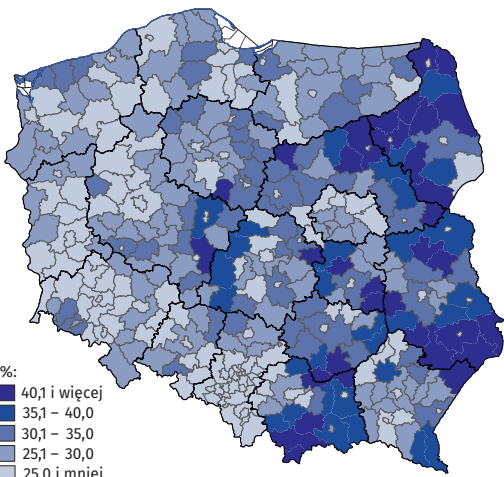 %:
40,1 i więcej
35,1 – 40,0
30,1 – 35,0
25,1 – 30,0
25,0 i mniej